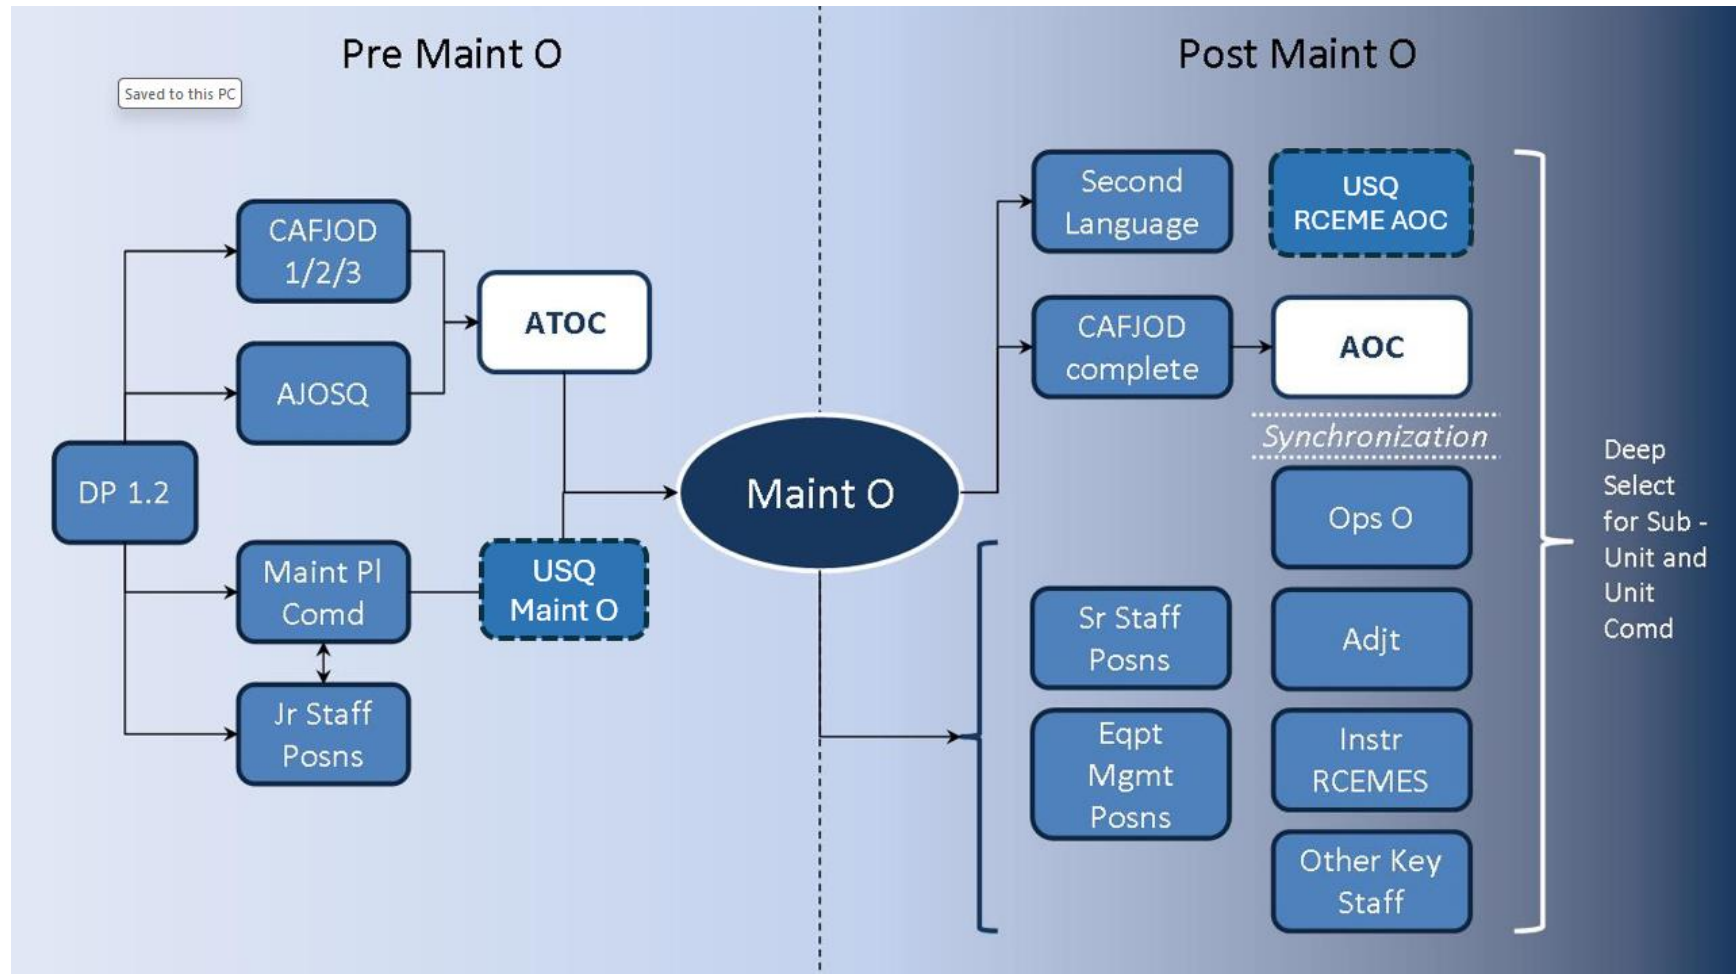 Pre Maint O
Post Maint O
Saved to this PC
CAFJOD
1/2/3
AJOSQ
ATOC
DP 1.2
Maint Pl
Comd
USQ
Maint O
Jr Staff
Posns
Maint O
Second
Language
USQ
RCEME AOC
CAFJOD
complete
AOC
Synchronization
Ops O
Sr Staff
Posns
Adjt
Eqpt
Mgmt
Posns
Instr
RCEMES
Other Key
Staff
Deep
Select
for Sub -
Unit and
Unit
Comd